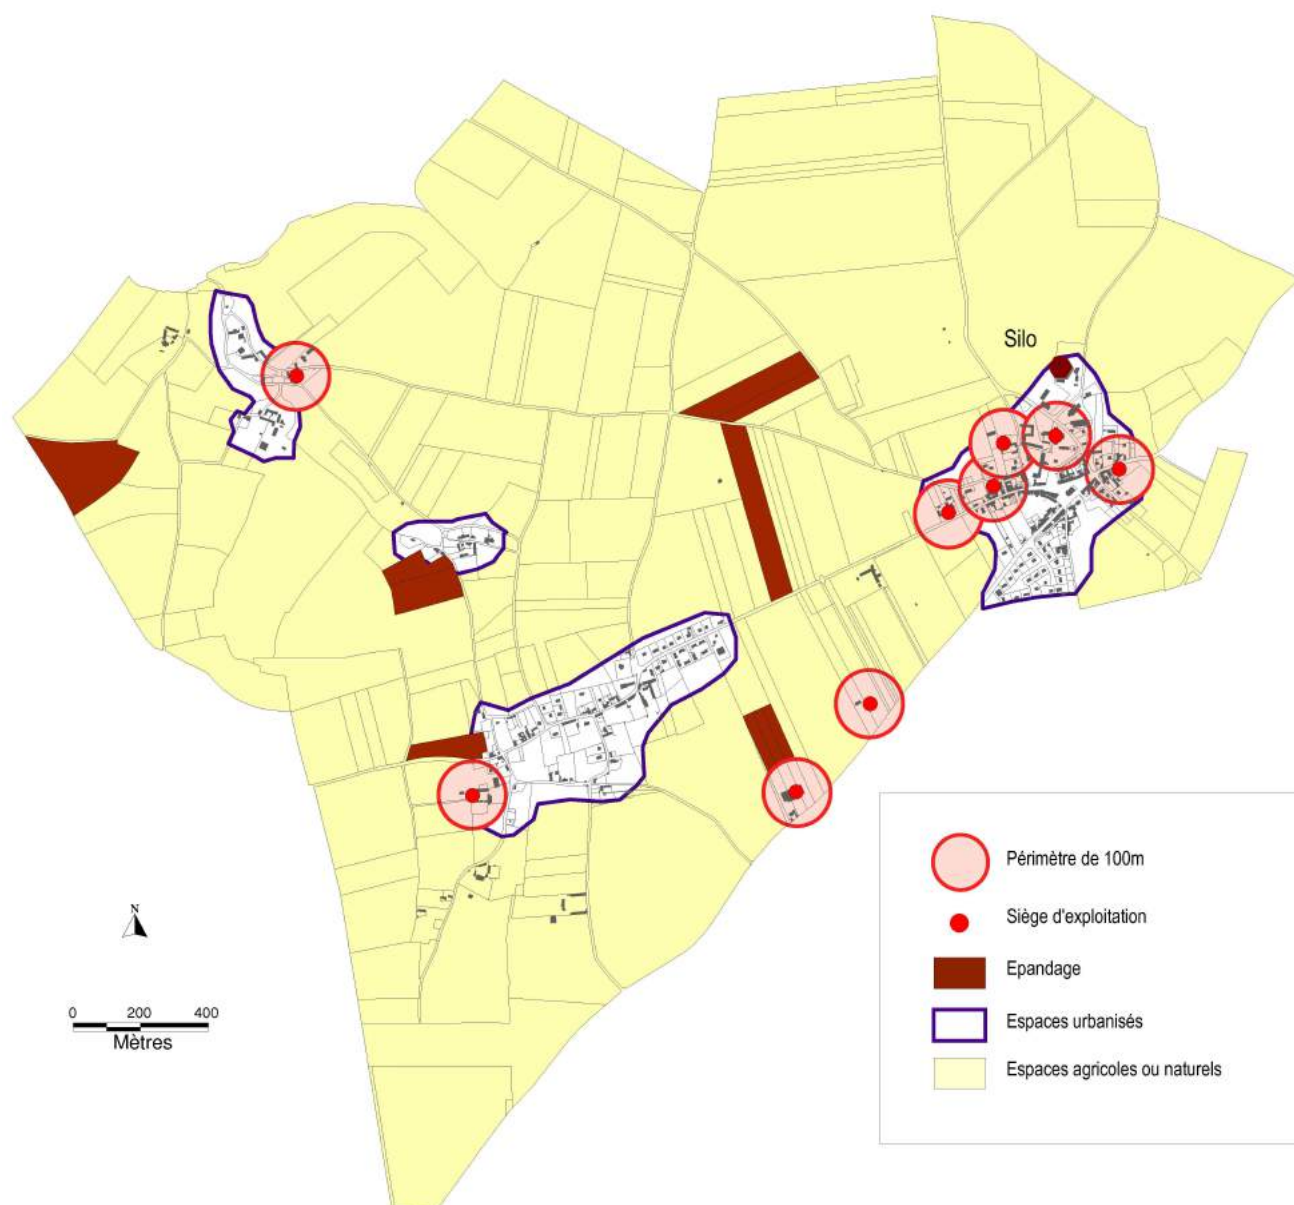 Silo
Périmètre de 100m
Siège d'exploitation
Epandage
Espaces urbanisés
Espaces agricoles ou naturels
N
0 200 400
Mètres